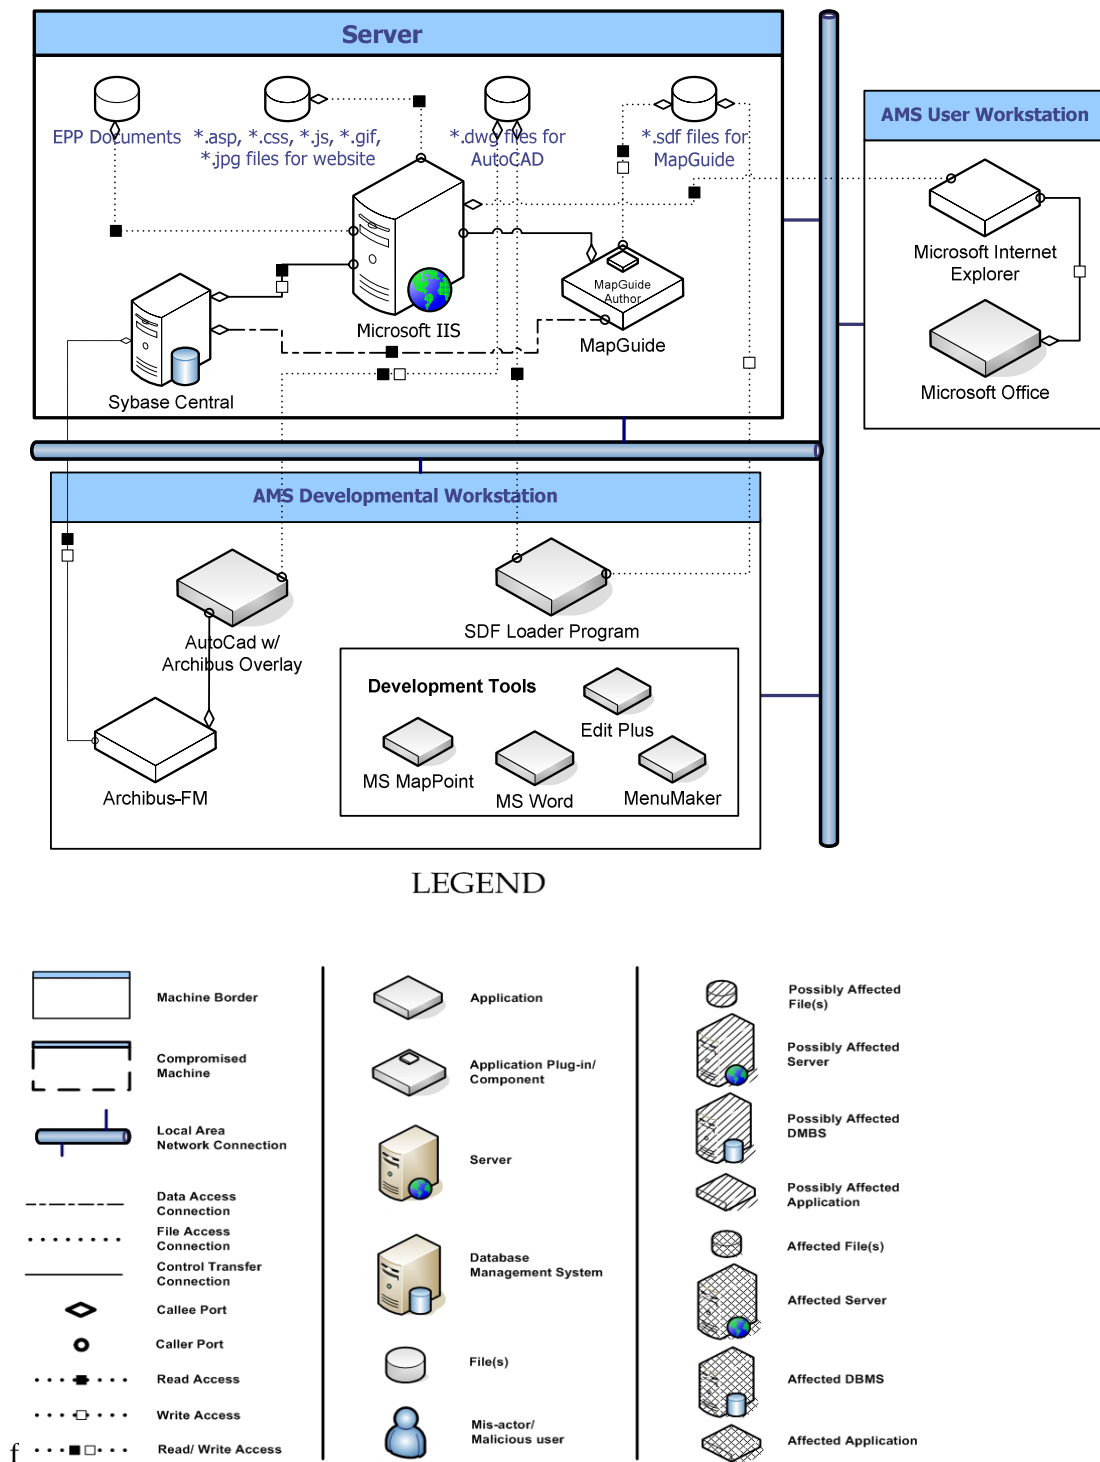 Server
EPP Documents
*.asp, *.css, *.js, *.gif,
*.jpg files for website
*.dwg files for
AutoCAD
*.sdf files for
MapGuide
MapGuide
Author
MapGuide
Microsoft IIS
Sybase Central
AMS User Workstation
Microsoft Internet
Explorer
Microsoft Office
AMS Developmental Workstation
AutoCad w/
Archibus Overlay
SDF Loader Program
Archibus-FM
Development Tools
Edit Plus
MS MapPoint
MS Word
MenuMaker
LEGEND
Machine Border
Compromised
Machine
Local Area
Network Connection
Data Access
Connection
File Access
Connection
Control Transfer
Connection
Callee Port
Caller Port
Read Access
Write Access
f
Read/ Write Access
Application
Application Plug-in/
Component
Server
Database
Management System
File(s)
Mis-actor/
Malicious user
Possibly Affected
File(s)
Possibly Affected
Server
Possibly Affected
DMBS
Possibly Affected
Application
Affected File(s)
Affected Server
Affected DBMS
Affected Application